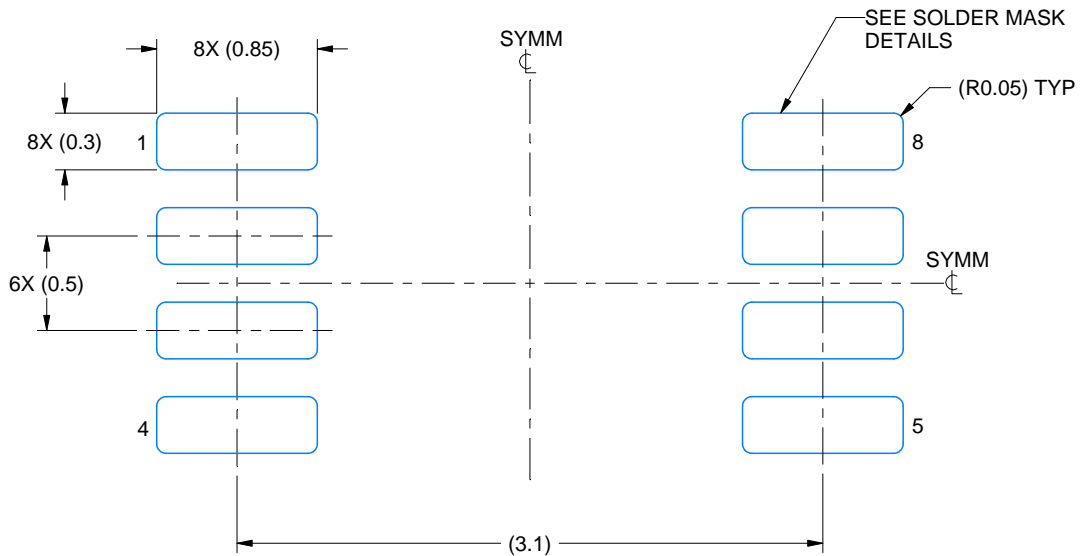 SEE SOLDER MASK
DETAILS
8X (0.85)
SYMM
℄
(R0.05) TYP
8X (0.3)
1
8
SYMM
℄
6X (0.5)
4
5
(3.1)